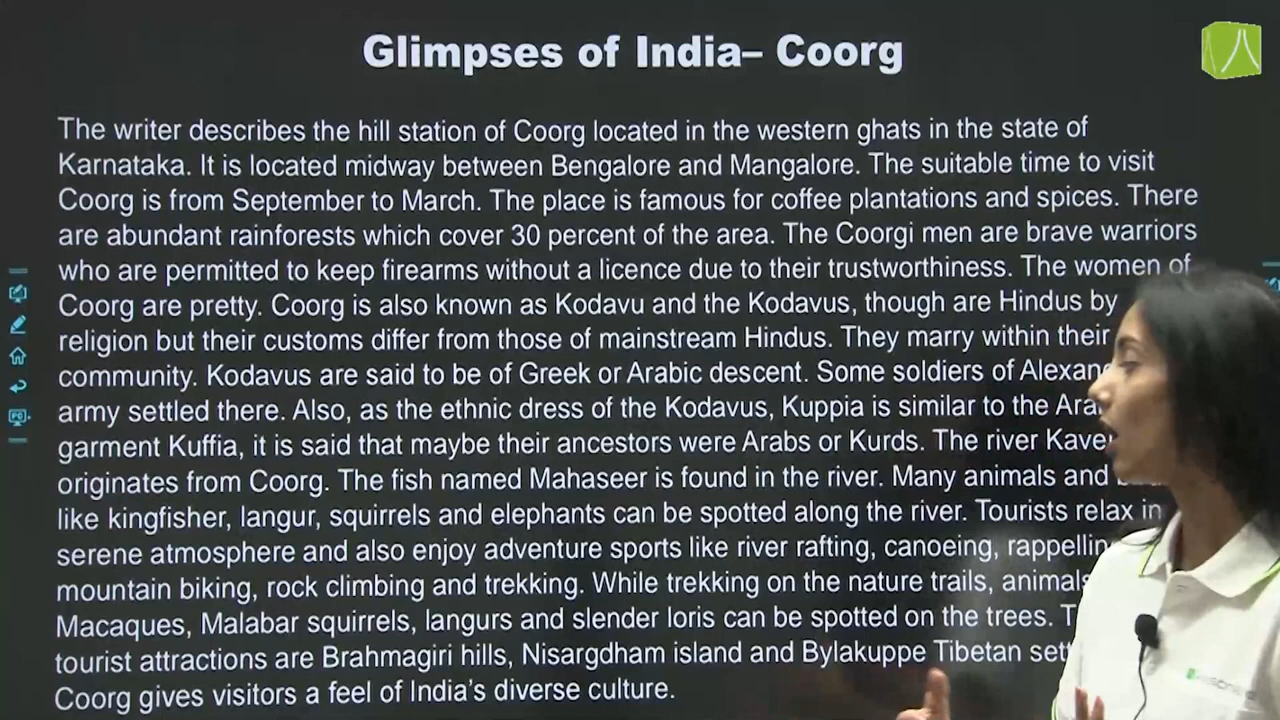 Glimpses of India– Coorg
The writer describes the hill station of Coorg located in the western ghats in the state of
Karnataka. It is located midway between Bengalore and Mangalore. The suitable time to visit
Coorg is from September to March. The place is famous for coffee plantations and spices. There
are abundant rainforests which cover 30 percent of the area. The Coorgi men are brave warriors
who are permitted to keep firearms without a licence due to their trustworthiness. The women of
Coorg are pretty. Coorg is also known as Kodavu and the Kodavus, though are Hindus by
religion but their customs differ from those of mainstream Hindus. They marry within their
community. Kodavus are said to be of Greek or Arabic descent. Some soldiers of
army settled there. Also, as the ethnic dress of the Kodavus, Kuppia is similar to the
garment Kuffia, it is said that maybe their ancestors were Arabs or Kurds. The river
originates from Coorg. The fish named Mahaseer is found in the river. Many animals and
like kingfisher, langur, squirrels and elephants can be spotted along the river. Tourists relax in
serene atmosphere and also enjoy adventure sports like river rafting, canoeing,
mountain biking, rock climbing and trekking. While trekking on the nature trails,
Macaques, Malabar squirrels, langurs and slender loris can be spotted on the trees.
tourist attractions are Brahmagiri hills, Nisargdham island and Bylakuppe Tibetan
Coorg gives visitors a feel of India's diverse culture.